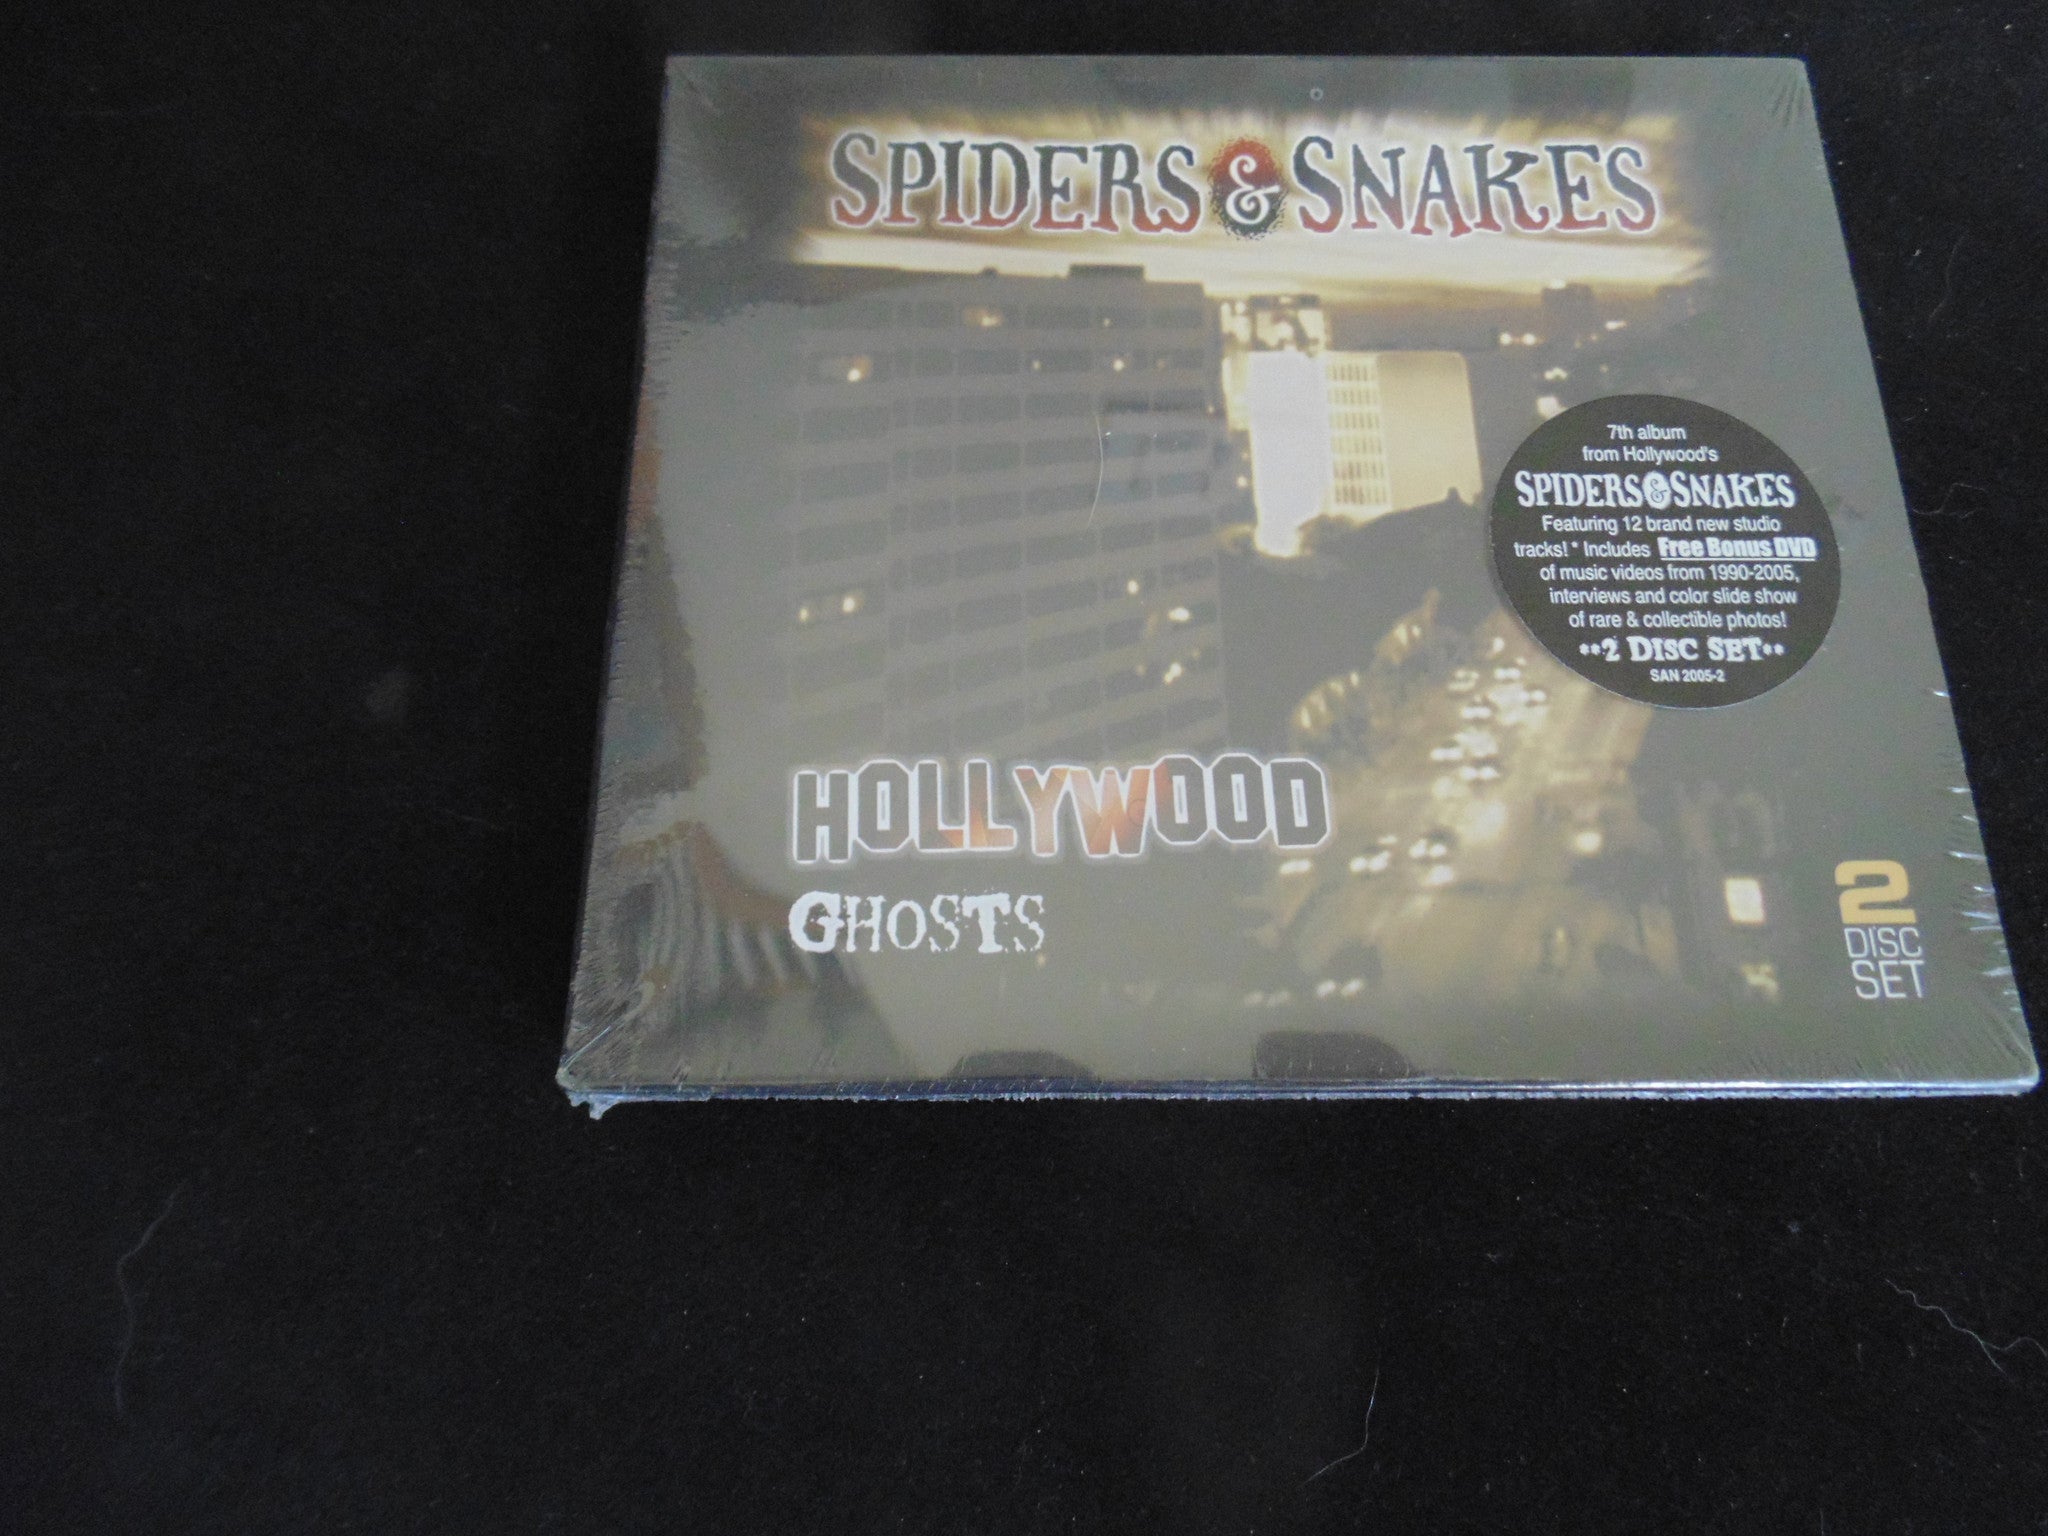 SPIDERS & SNAKES
7th album
from Hollywood's
SPIDERS & SNAKES
Featuring 12 brand new studio
tracks! * Includes Free Bonus DVD
of music videos from 1990-2005,
interviews and color slide show
of rare & collectible photos!
**2 DISC SET**
SAN 2005-2
HOLLYWOOD
GHOSTS
2
DISC
SET